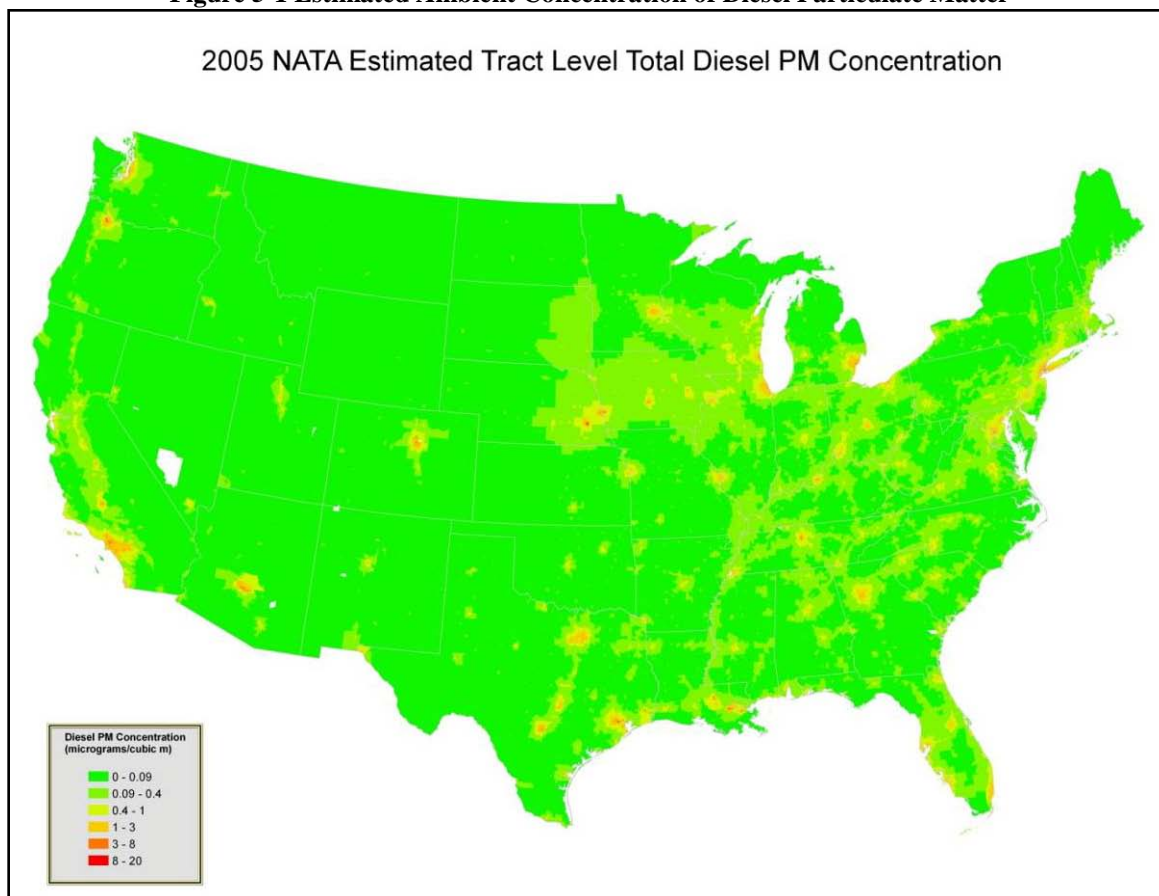 Figure 3-1 Estimated Ambient Concentration of Diesel Particulate Matter
2005 NATA Estimated Tract Level Total Diesel PM Concentration
Diesel PM Concentration
(micrograms/cubic m)
0 - 0.09
0.09 - 0.4
0.4 - 1
1 - 3
3 - 8
8 - 20